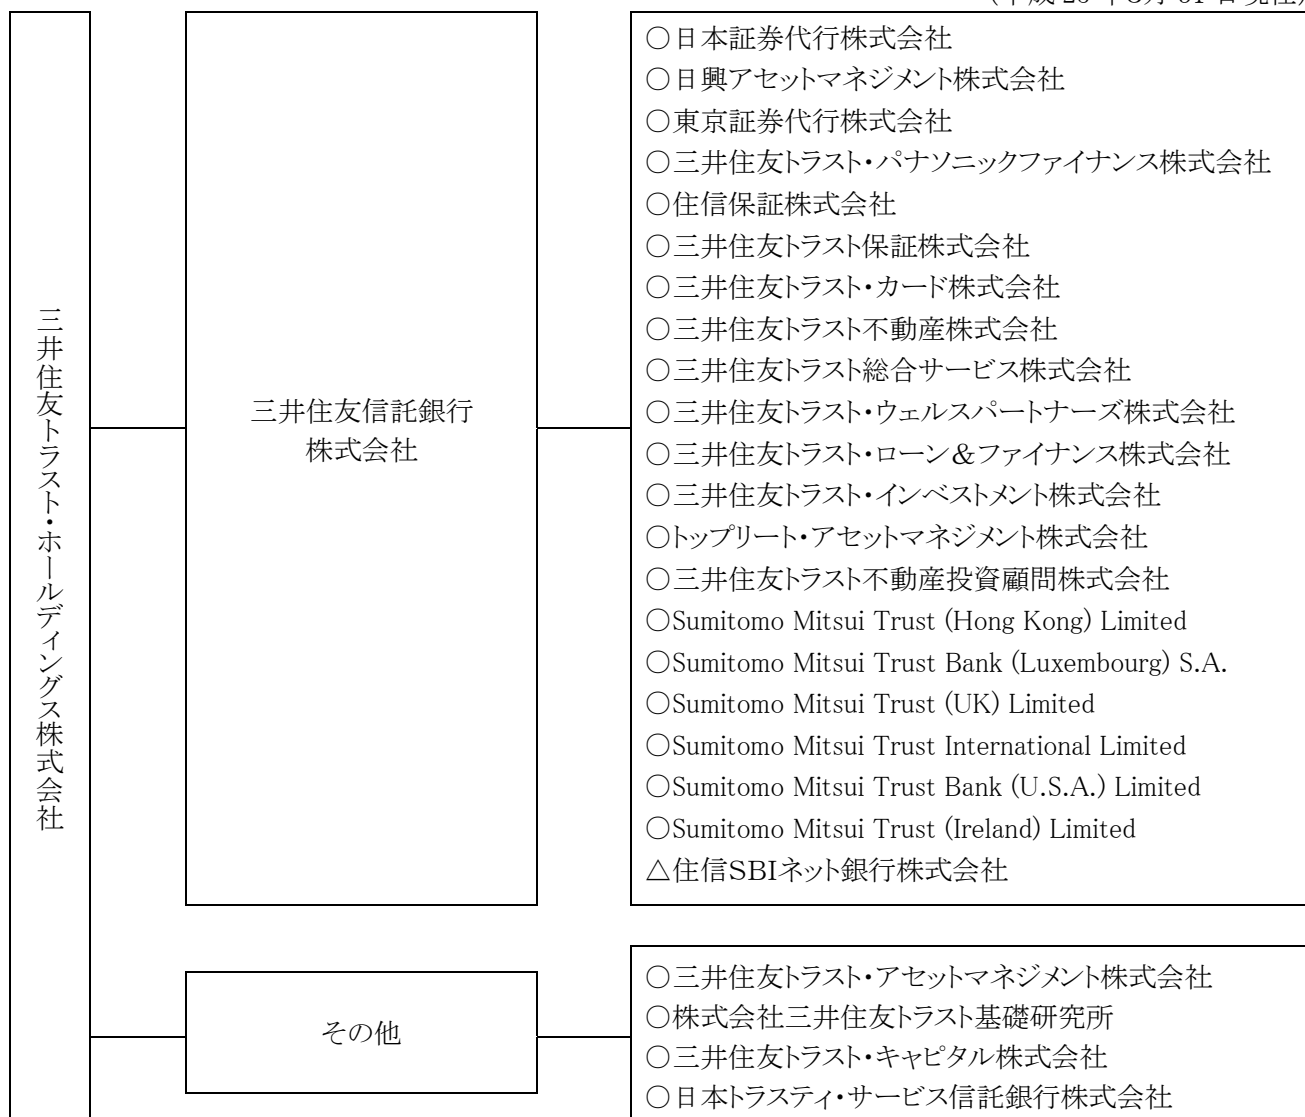 三井住友トラスト・ホールディングス株式会社
三井住友信託銀行
株式会社
○日本証券代行株式会社
○日興アセットマネジメント株式会社
○東京証券代行株式会社
○三井住友トラスト・パナソニックファイナンス株式会社
○住信保証株式会社
○三井住友トラスト保証株式会社
○三井住友トラスト・カード株式会社
○三井住友トラスト不動産株式会社
○三井住友トラスト総合サービス株式会社
○三井住友トラスト・ウェルスパートナーズ株式会社
○三井住友トラスト・ローン＆ファイナンス株式会社
○三井住友トラスト・インベストメント株式会社
○トップリート・アセットマネジメント株式会社
○三井住友トラスト不動産投資顧問株式会社
○Sumitomo Mitsui Trust (Hong Kong) Limited
○Sumitomo Mitsui Trust Bank (Luxembourg) S.A.
○Sumitomo Mitsui Trust (UK) Limited
○Sumitomo Mitsui Trust International Limited
○Sumitomo Mitsui Trust Bank (U.S.A.) Limited
○Sumitomo Mitsui Trust (Ireland) Limited
△住信SBIネット銀行株式会社
その他
○三井住友トラスト・アセットマネジメント株式会社
○株式会社三井住友トラスト基礎研究所
○三井住友トラスト・キャピタル株式会社
○日本トラスティ・サービス信託銀行株式会社